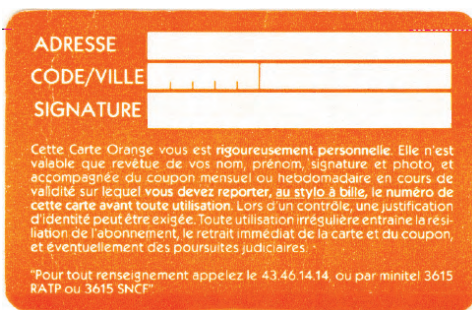 ADRESSE
CODE/VILLE
SIGNATURE
Cette Carte Orange vous est rigoureusement personnelle. Elle n'est
valable que revêtue de vos nom, prénom, signature et photo, et
accompagnée du coupon mensuel ou hebdomadaire en cours de
validité sur lequel vous devez reporter, au stylo à bille, le numéro de
cette carte avant toute utilisation. Lors d'un contrôle, une justification
d'identité peut être exigée. Toute utilisation irrégulière entraine la rési-
liation de l'abonnement, le retrait immédiat de la carte et du coupon,
et éventuellement des poursuites judiciaires.
"Pour tout renseignement appelez le 43.46.14.14, ou par minitel 3615
RATP ou 3615 SNCF"